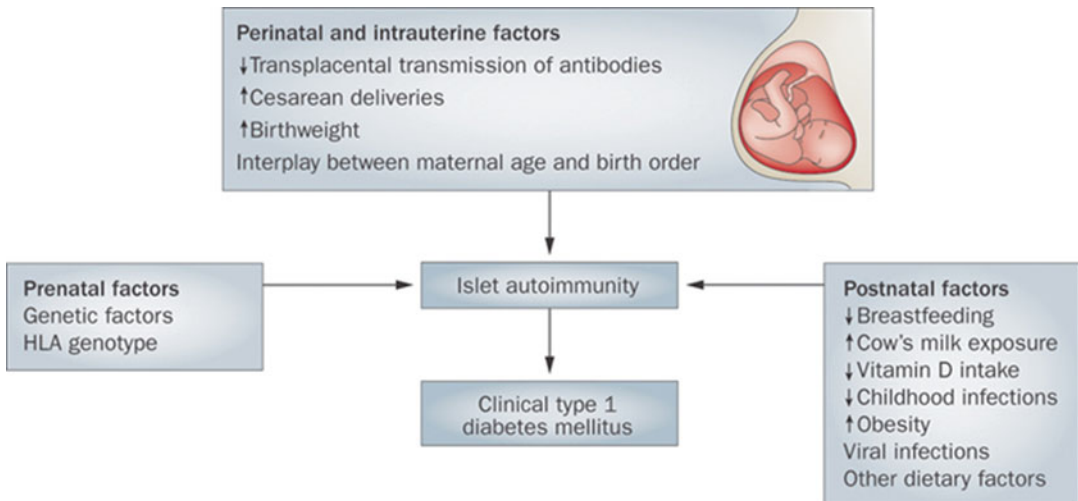 Perinatal and intrauterine factors
↓Transplacental transmission of antibodies
↑Cesarean deliveries
↑Birthweight
Interplay between maternal age and birth order
Prenatal factors
Genetic factors
HLA genotype
Islet autoimmunity
Clinical type 1
diabetes mellitus
Postnatal factors
↓Breastfeeding
↑Cow's milk exposure
↓Vitamin D intake
↓Childhood infections
↑Obesity
Viral infections
Other dietary factors